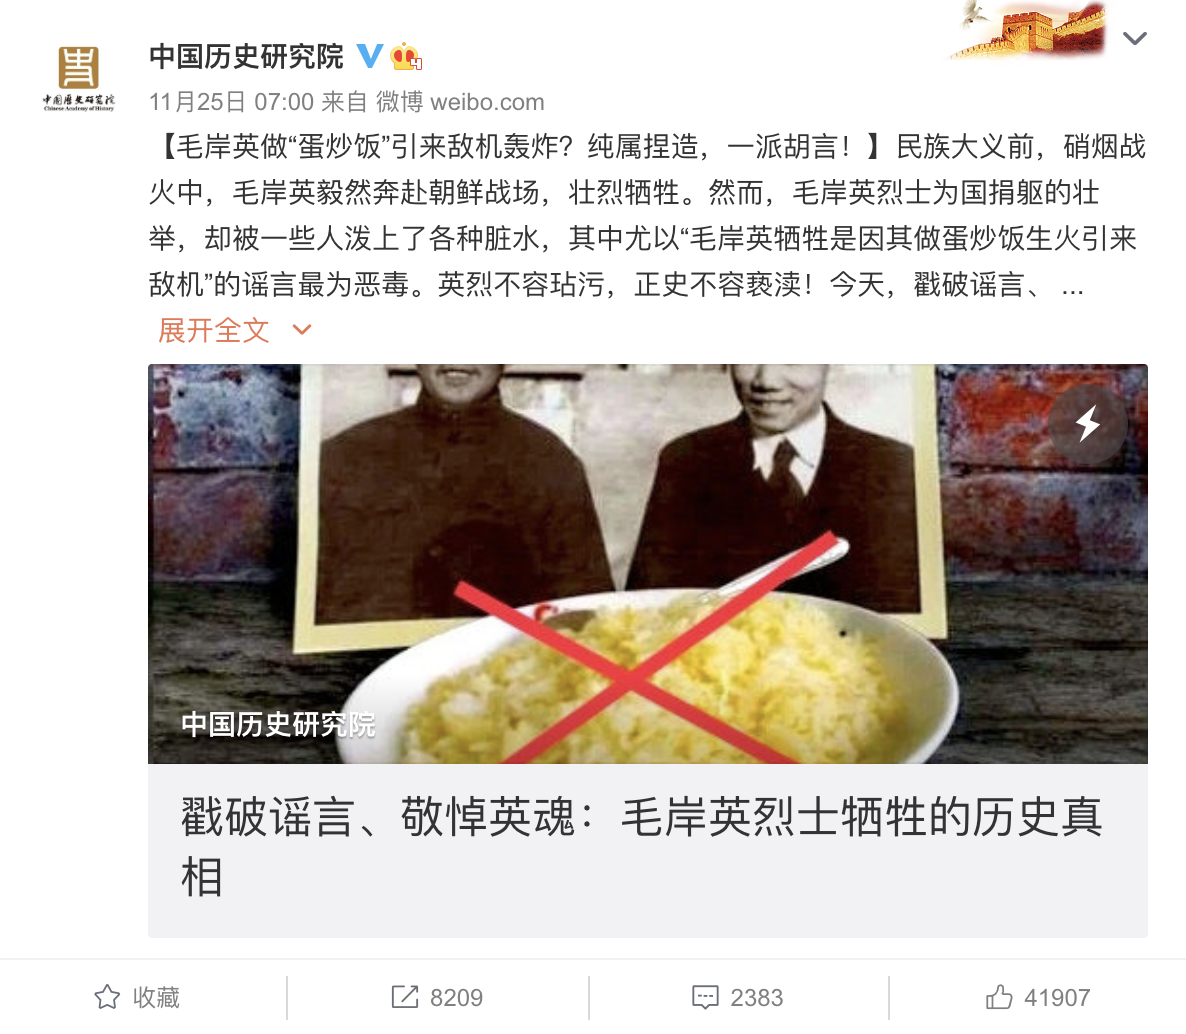 中国历史研究院
中国历史研究院
Chinese Academy of History
11月25日 07:00 来自 微博 weibo.com
【毛岸英做“蛋炒饭”引来敌机轰炸？纯属捏造，一派胡言！】民族大义前，硝烟战
火中，毛岸英毅然奔赴朝鲜战场，壮烈牺牲。然而，毛岸英烈士为国捐躯的壮
举，却被一些人泼上了各种脏水，其中尤以“毛岸英牺牲是因其做蛋炒饭生火引来
敌机”的谣言最为恶毒。英烈不容玷污，正史不容亵渎！今天，戳破谣言、 ...
展开全文
中国历史研究院
戳破谣言、敬悼英魂：毛岸英烈士牺牲的历史真
相
收藏
8209
2383
41907